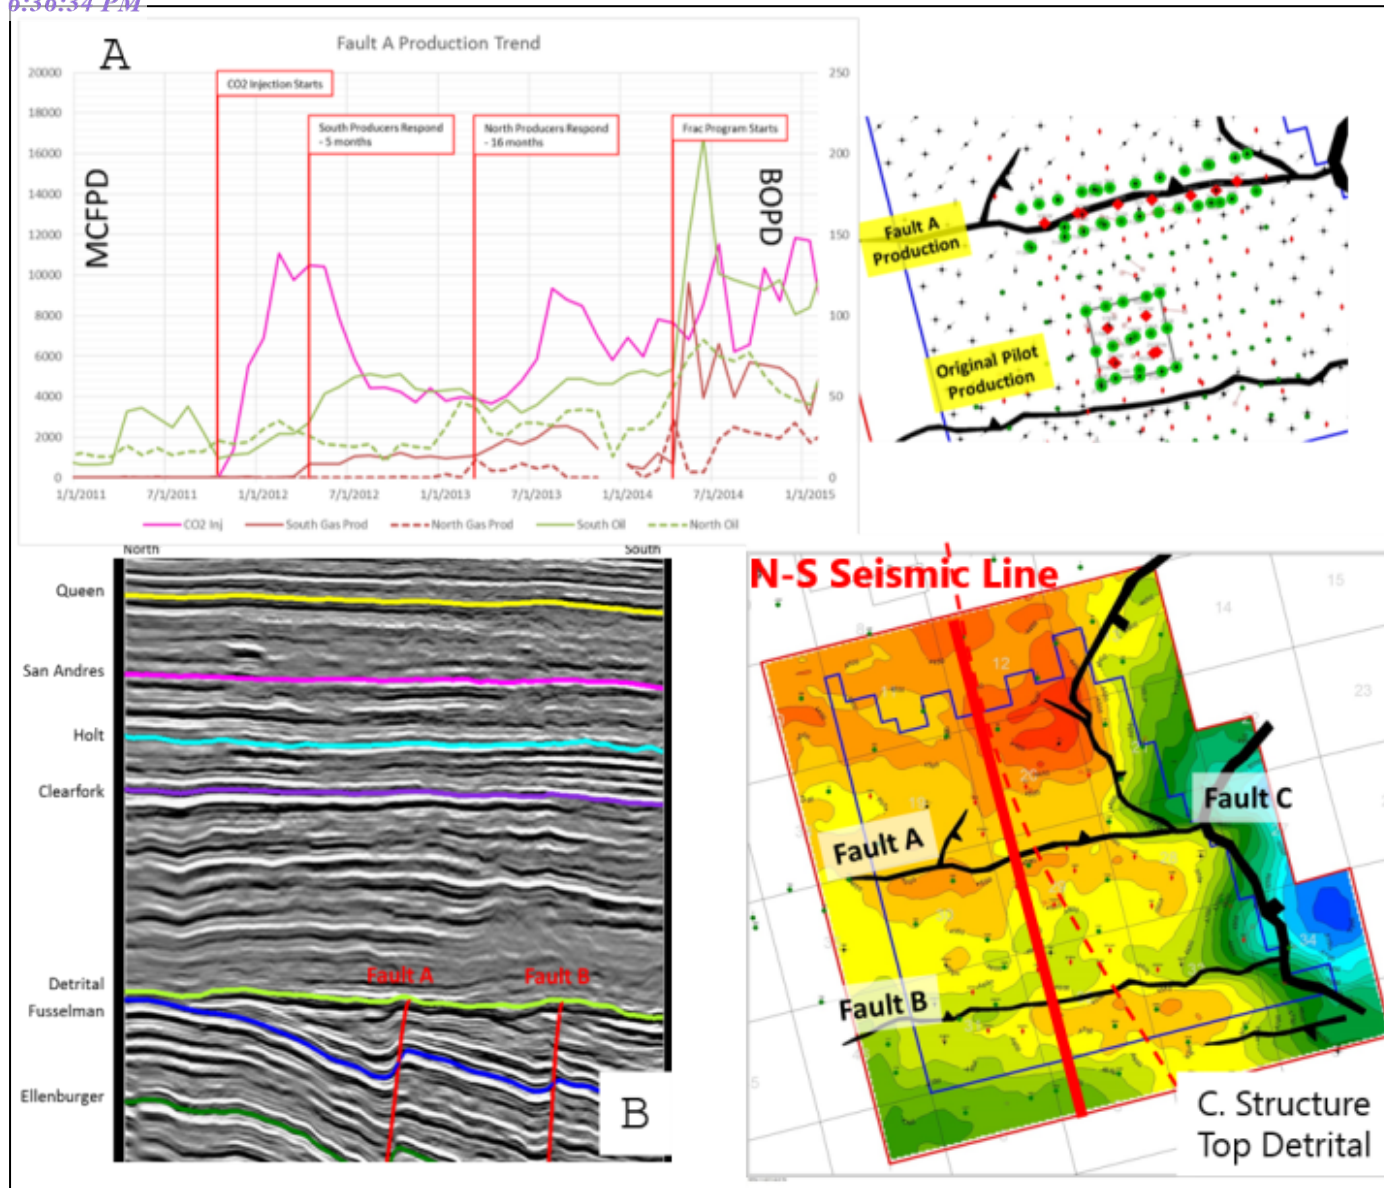 6:36:34 PM
A
Fault A Production Trend
20000
18000
16000
14000
12000
10000
8000
6000
4000
2000
0
250
200
150
100
50
0
MCFPD
BOPD
CO2 Injection Starts
South Producers Respond
- 5 months
North Producers Respond
- 16 months
Frac Program Starts
1/1/2011
7/1/2011
1/1/2012
7/1/2012
1/1/2013
7/1/2013
1/1/2014
7/1/2014
1/1/2015
CO2 Inj
South Gas Prod
North Gas Prod
South Oil
North Oil
Fault A
Production
Original Pilot
Production
North
South
Queen
San Andres
Holt
Clearfork
Detrital
Fusselman
Ellenburger
Fault A
Fault B
B
N-S Seismic Line
15
14
12
23
Fault C
Fault A
Fault B
34
C. Structure
Top Detrital